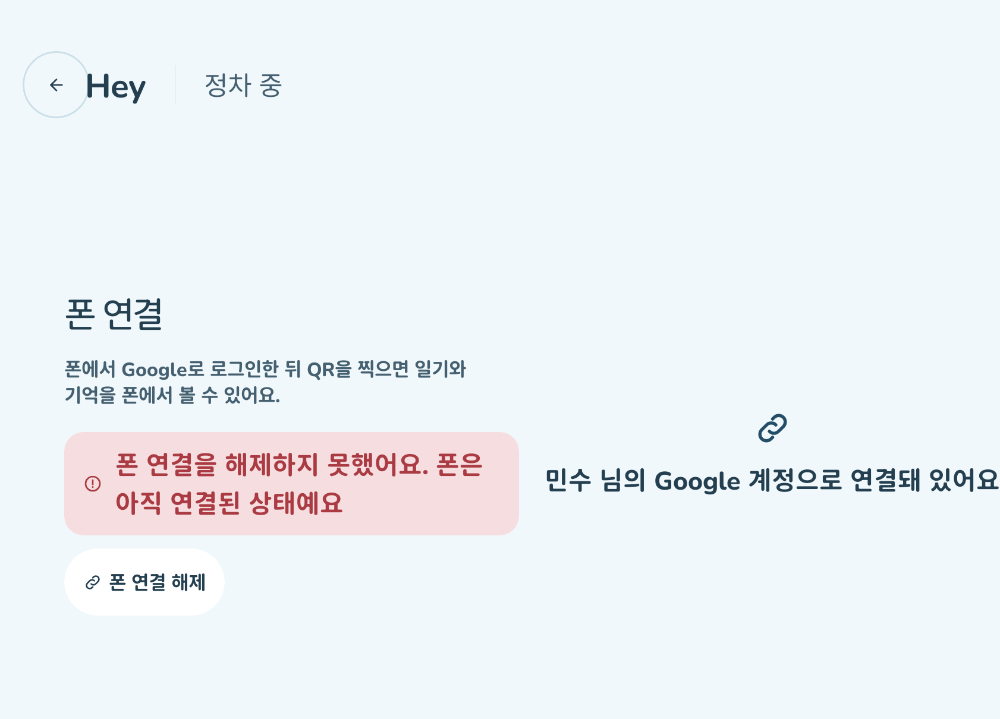 Hey
정차 중
폰 연결
폰에서 Google로 로그인한 뒤 QR을 찍으면 일기와
기억을 폰에서 볼 수 있어요.
폰 연결을 해제하지 못했어요. 폰은
아직 연결된 상태예요
폰 연결 해제
민수 님의 Google 계정으로 연결돼 있어요